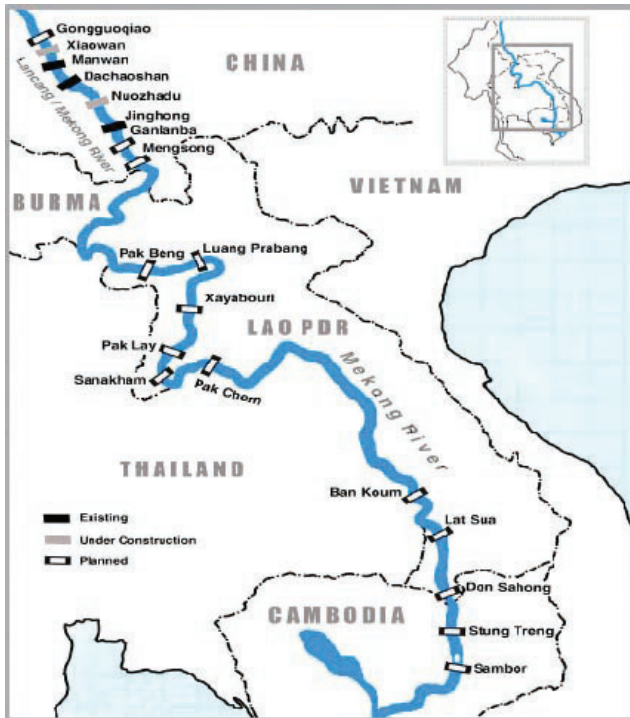 Gongguoqiao
Xiaowan
Manwan
Dachaoshan
Nuozhadu
Jinghong
Ganlanba
Mengsong
Lancang / Mekong River
CHINA
BURMA
VIETNAM
Pak Beng
Luang Prabang
Xayabouri
LAO PDR
Pak Lay
Sanakham
Pak Chom
Mekong River
THAILAND
Ban Koum
Lat Sua
Existing
Under Construction
Planned
Don Sahong
CAMBODIA
Stung Treng
Sambor